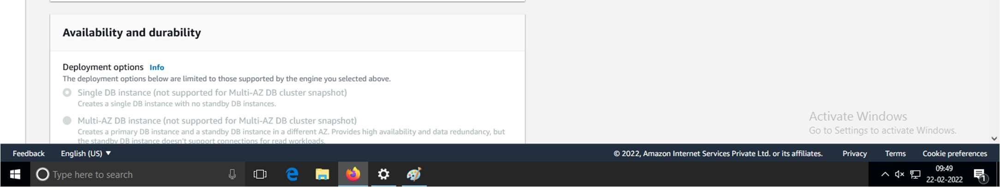 Availability and durability
Deployment options Info
The deployment options below are limited to those supported by the engine you selected above.
Single DB instance (not supported for Multi-AZ DB cluster snapshot)
Creates a single DB instance with no standby DB instances.
Multi-AZ DB instance (not supported for Multi-AZ DB cluster snapshot)
Creates a primary DB instance and a standby DB instance in a different AZ. Provides high availability and data redundancy, but
the standby DB instance doesn't support connections for read workloads.
Activate Windows
Go to Settings to activate Windows.
Feedback English (US) © 2022, Amazon Internet Services Private Ltd. or its affiliates. Privacy Terms Cookie preferences
Type here to search
09:49
22-02-2022
1